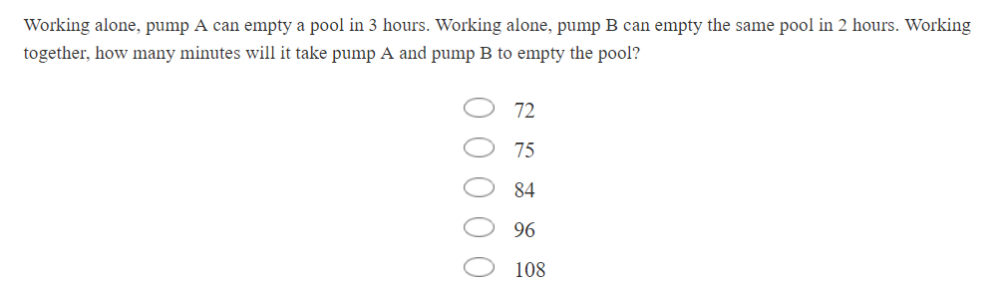 Working alone, pump A can empty a pool in 3 hours. Working alone, pump B can empty the same pool in 2 hours. Working
together, how many minutes will it take pump A and pump B to empty the pool?
72
75
84
96
108